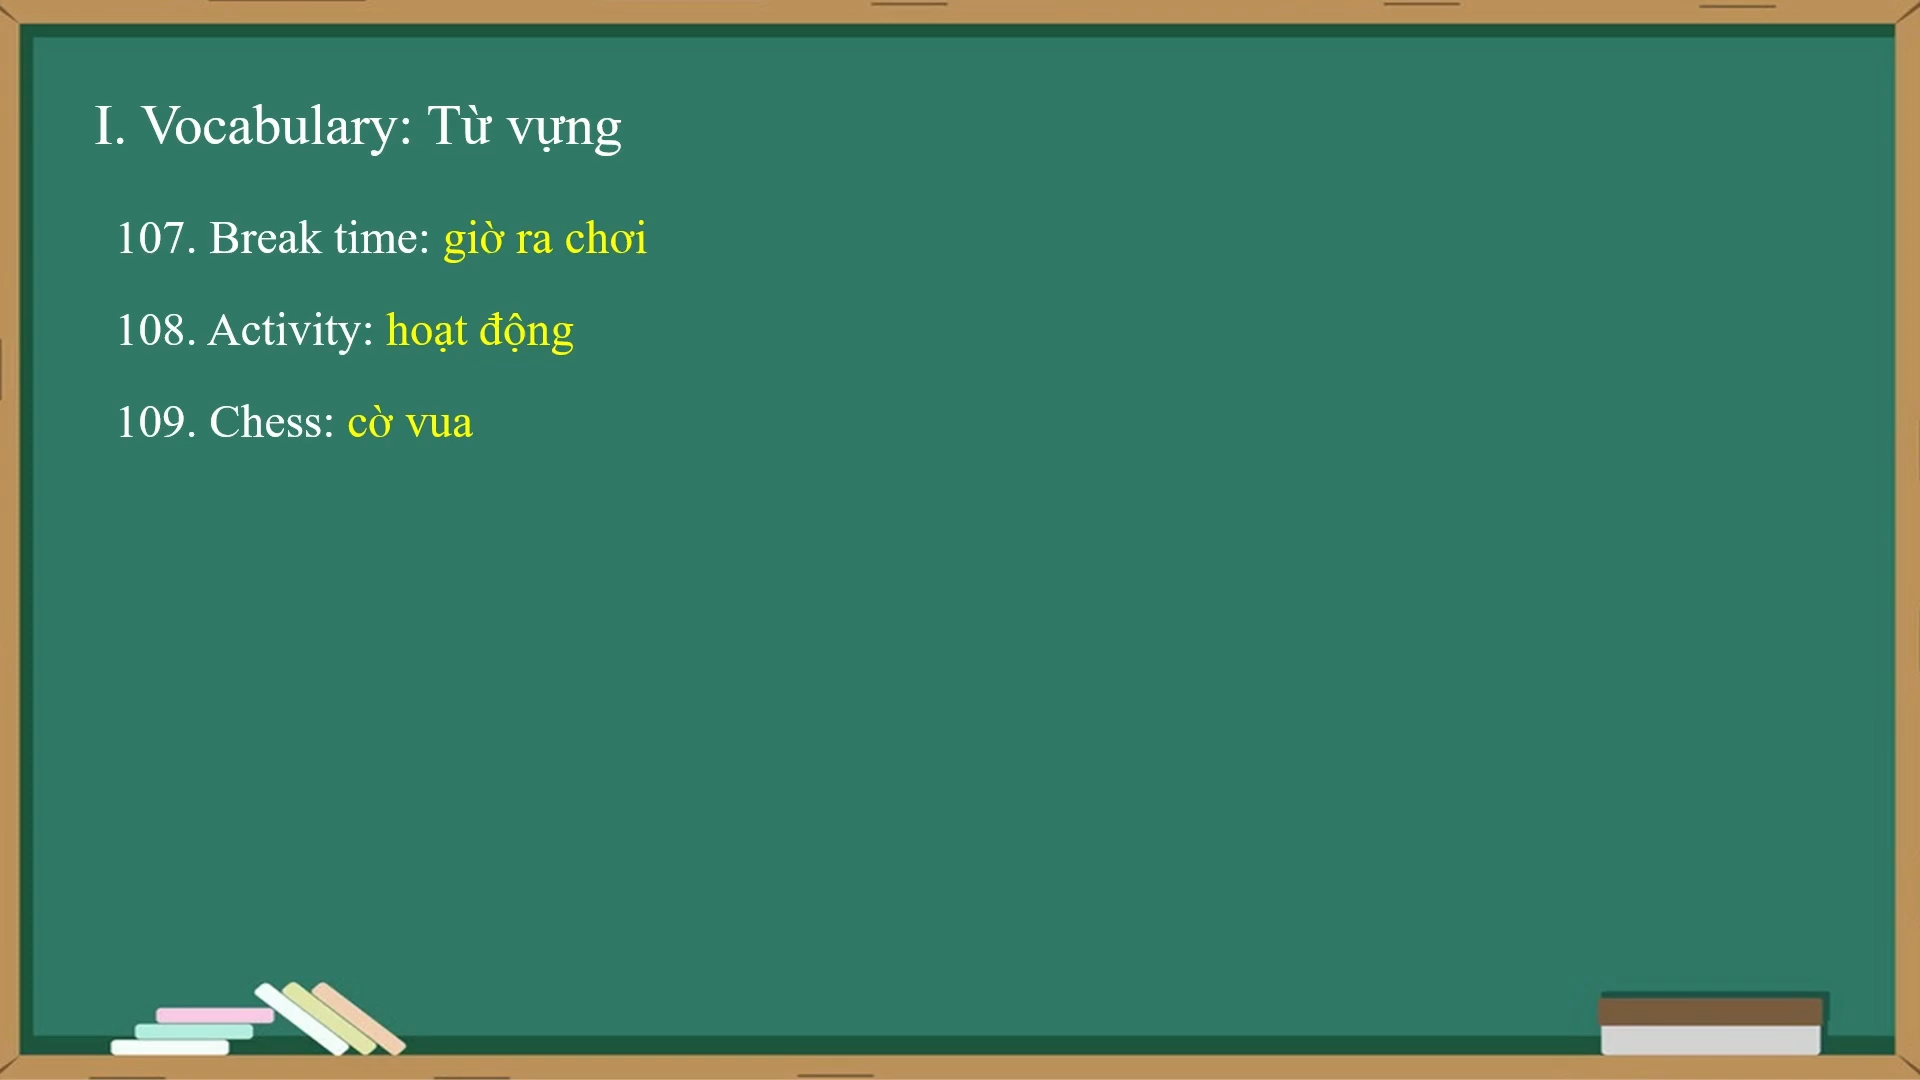 I. Vocabulary: Từ vựng
107. Break time: giờ ra chơi
108. Activity: hoạt động
109. Chess: cờ vua